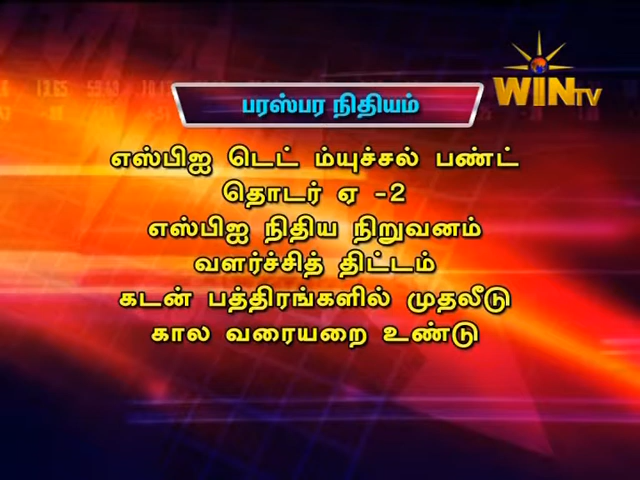 பரஸ்பர நிதியம்
WIN TV
எஸ்பிஐ டெட் ம்யுச்சல் பண்ட்
தொடர் ஏ -2
எஸ்பிஐ நிதிய நிறுவனம்
வளர்ச்சித் திட்டம்
கடன் பத்திரங்களில் முதலீடு
கால வரையறை உண்டு